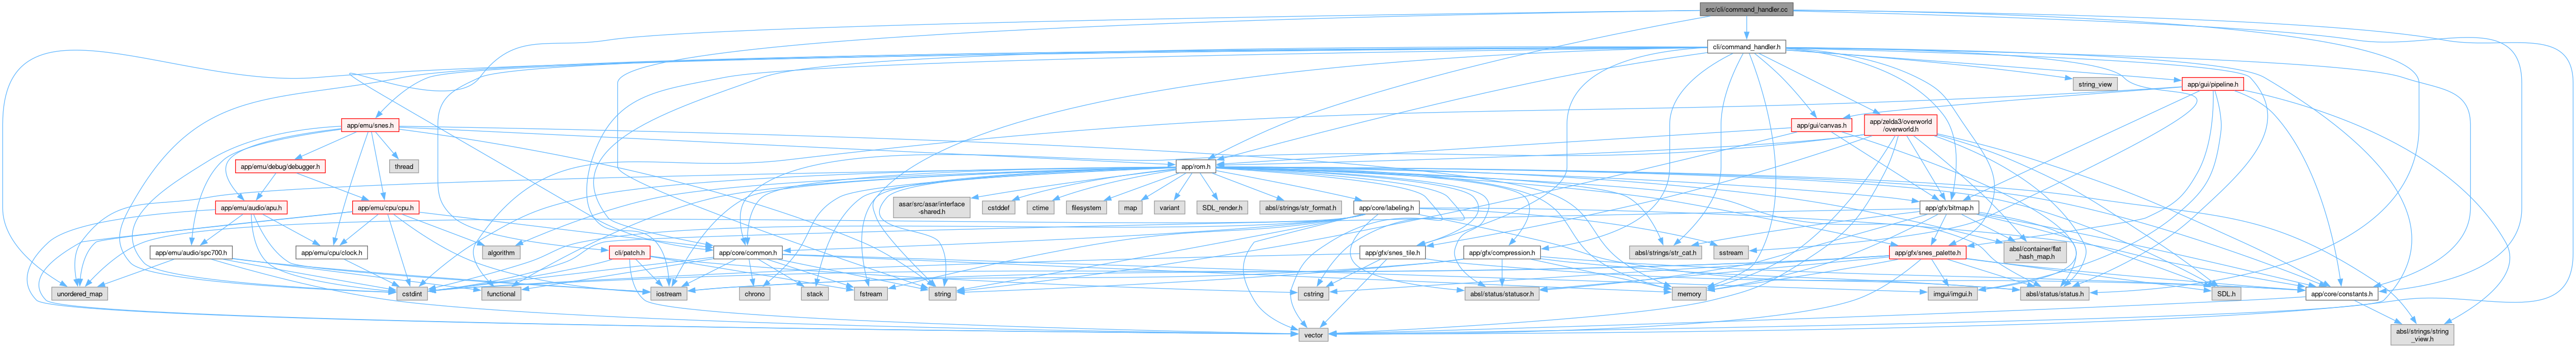 src/cli/command_handler.cc
cli/command_handler.h
string_view
app/gui/pipeline.h
app/emu/snes.h
app/gui/canvas.h
app/zelda3/overworld
/overworld.h
app/emu/debug/debugger.h
thread
app/rom.h
app/emu/audio/apu.h
app/emu/cpu/cpu.h
asar/src/asar/interface
-shared.h
cstddef
ctime
filesystem
map
variant
SDL_render.h
absl/strings/str_format.h
app/core/labeling.h
app/gfx/bitmap.h
app/emu/audio/spc700.h
app/emu/cpu/clock.h
algorithm
cli/patch.h
app/core/common.h
app/gfx/snes_tile.h
app/gfx/compression.h
absl/strings/str_cat.h
sstream
app/gfx/snes_palette.h
absl/container/flat
_hash_map.h
unordered_map
cstdint
functional
iostream
chrono
stack
fstream
string
cstring
absl/status/statusor.h
memory
imgui/imgui.h
absl/status/status.h
SDL.h
app/core/constants.h
vector
absl/strings/string
_view.h